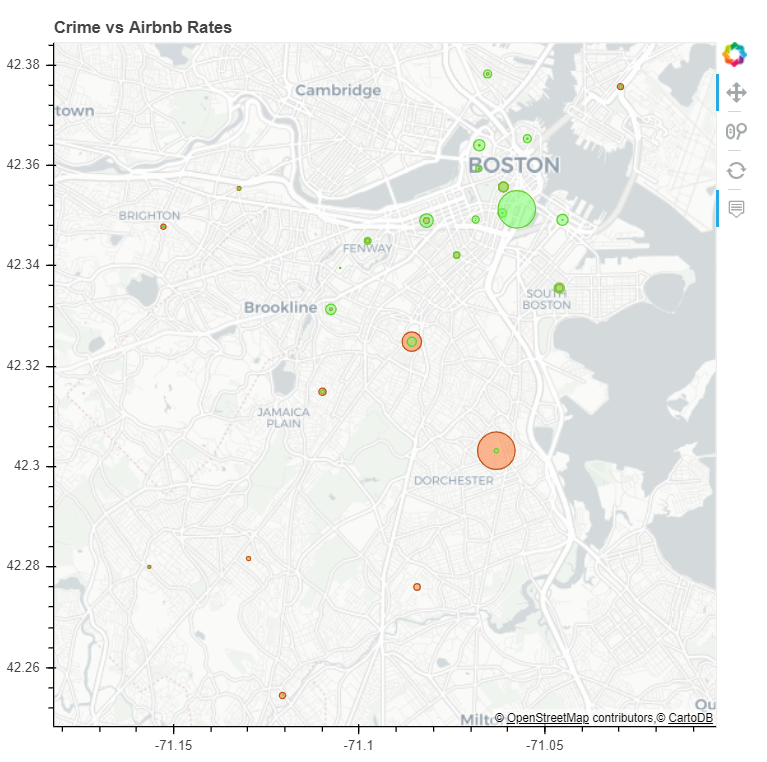 Crime vs Airbnb Rates
42.38
Cambridge
town
42.36
BOSTON
BRIGHTON
FENWAY
42.34
SOUTH
BOSTON
Brookline
42.32
JAMAICA
PLAIN
42.3
DORCHESTER
42.28
42.26
© OpenStreetMap contributors,© CartoDB
-71.15
-71.1
-71.05